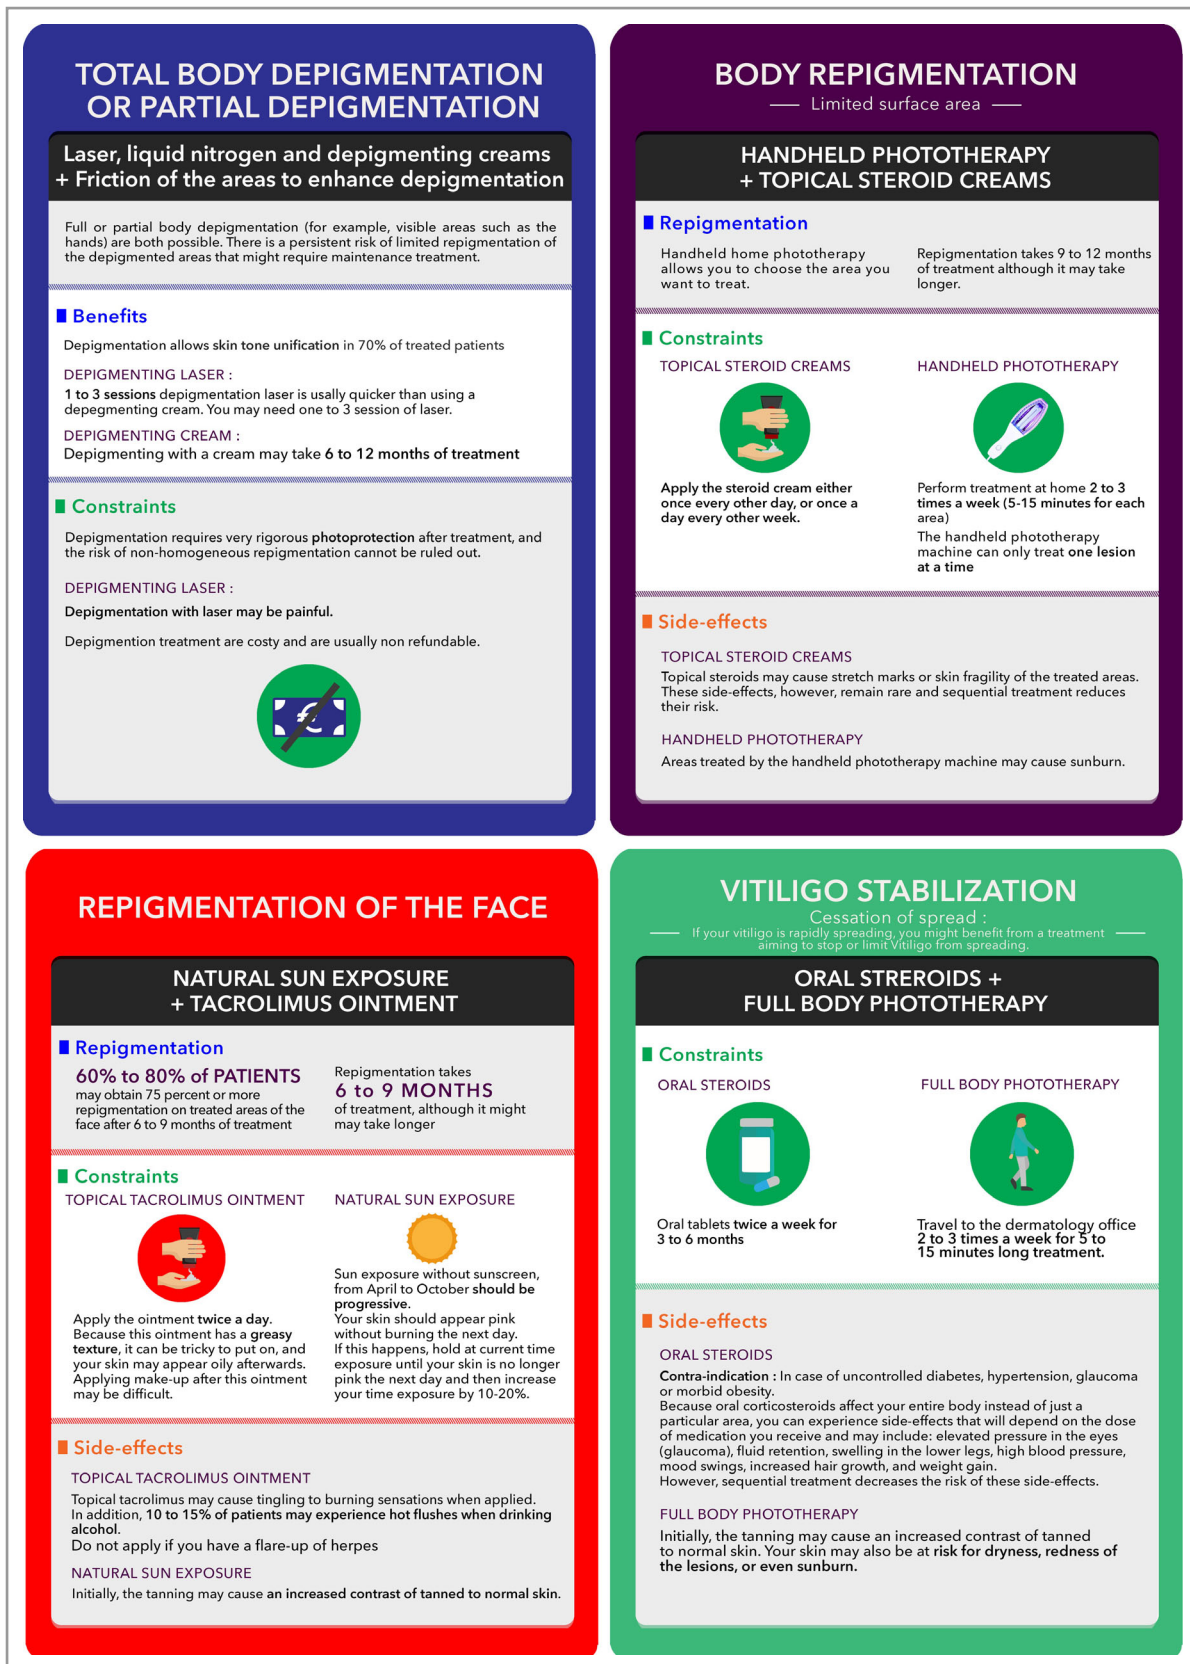 TOTAL BODY DEPIGMENTATION
OR PARTIAL DEPIGMENTATION
Laser, liquid nitrogen and depigmenting creams
+ Friction of the areas to enhance depigmentation
Full or partial body depigmentation (for example, visible areas such as the
hands) are both possible. There is a persistent risk of limited repigmentation of
the depigmented areas that might require maintenance treatment.
Benefits
Depigmentation allows skin tone unification in 70% of treated patients
DEPIGMENTING LASER :
1 to 3 sessions depigmentation laser is usally quicker than using a
depegmenting cream. You may need one to 3 session of laser.
DEPIGMENTING CREAM :
Depigmenting with a cream may take 6 to 12 months of treatment
Constraints
Depigmentation requires very rigorous photoprotection after treatment, and
the risk of non-homogeneous repigmentation cannot be ruled out.
DEPIGMENTING LASER :
Depigmentation with laser may be painful.
Depigmention treatment are costy and are usually non refundable.
€
BODY REPIGMENTATION
Limited surface area
HANDHELD PHOTOTHERAPY
+ TOPICAL STEROID CREAMS
Repigmentation
Handheld home phototherapy
allows you to choose the area you
want to treat.
Repigmentation takes 9 to 12 months
of treatment although it may take
longer.
Constraints
TOPICAL STEROID CREAMS
Apply the steroid cream either
once every other day, or once a
day every other week.
HANDHELD PHOTOTHERAPY
Perform treatment at home 2 to 3
times a week (5-15 minutes for each
area)
The handheld phototherapy
machine can only treat one lesion
at a time
Side-effects
TOPICAL STEROID CREAMS
Topical steroids may cause stretch marks or skin fragility of the treated areas.
These side-effects, however, remain rare and sequential treatment reduces
their risk.
HANDHELD PHOTOTHERAPY
Areas treated by the handheld phototherapy machine may cause sunburn.
REPIGMENTATION OF THE FACE
NATURAL SUN EXPOSURE
+ TACROLIMUS OINTMENT
Repigmentation
60% to 80% of PATIENTS
may obtain 75 percent or more
repigmentation on treated areas of the
face after 6 to 9 months of treatment
Repigmentation takes
6 to 9 MONTHS
of treatment, although it might
may take longer
Constraints
TOPICAL TACROLIMUS OINTMENT
Apply the ointment twice a day.
Because this ointment has a greasy
texture, it can be tricky to put on, and
your skin may appear oily afterwards.
Applying make-up after this ointment
may be difficult.
NATURAL SUN EXPOSURE
Sun exposure without sunscreen,
from April to October should be
progressive.
Your skin should appear pink
without burning the next day.
If this happens, hold at current time
exposure until your skin is no longer
pink the next day and then increase
your time exposure by 10-20%.
Side-effects
TOPICAL TACROLIMUS OINTMENT
Topical tacrolimus may cause tingling to burning sensations when applied.
In addition, 10 to 15% of patients may experience hot flushes when drinking
alcohol.
Do not apply if you have a flare-up of herpes
NATURAL SUN EXPOSURE
Initially, the tanning may cause an increased contrast of tanned to normal skin.
VITILIGO STABILIZATION
Cessation of spread :
If your vitiligo is rapidly spreading, you might benefit from a treatment
aiming to stop or limit Vitiligo from spreading.
ORAL STREROIDS +
FULL BODY PHOTOTHERAPY
Constraints
ORAL STEROIDS
Oral tablets twice a week for
3 to 6 months
FULL BODY PHOTOTHERAPY
Travel to the dermatology office
2 to 3 times a week for 5 to
15 minutes long treatment.
Side-effects
ORAL STEROIDS
Contra-indication : In case of uncontrolled diabetes, hypertension, glaucoma
or morbid obesity.
Because oral corticosteroids affect your entire body instead of just a
particular area, you can experience side-effects that will depend on the dose
of medication you receive and may include: elevated pressure in the eyes
(glaucoma), fluid retention, swelling in the lower legs, high blood pressure,
mood swings, increased hair growth, and weight gain.
However, sequential treatment decreases the risk of these side-effects.
FULL BODY PHOTOTHERAPY
Initially, the tanning may cause an increased contrast of tanned
to normal skin. Your skin may also be at risk for dryness, redness of
the lesions, or even sunburn.